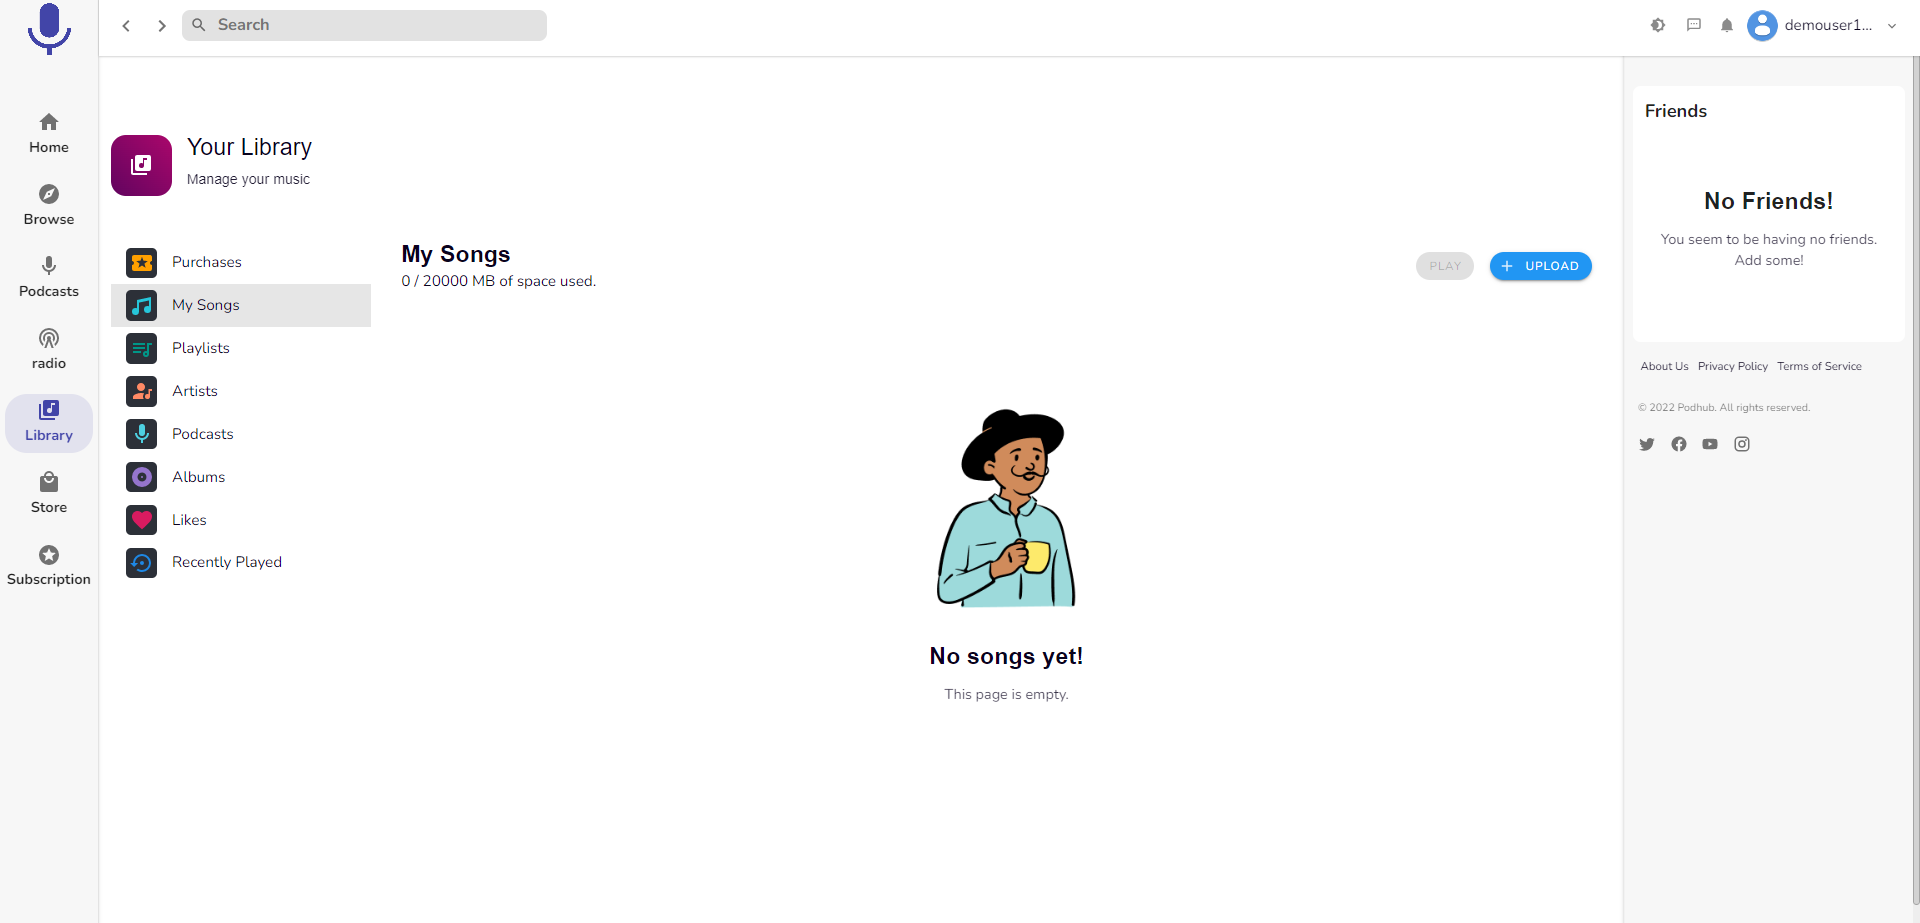 Search
demouser1...
Home
Browse
Podcasts
radio
Library
Store
Subscription
Your Library
Manage your music
Purchases
My Songs
Playlists
Artists
Podcasts
Albums
Likes
Recently Played
My Songs
0 / 20000 MB of space used.
PLAY
UPLOAD
No songs yet!
This page is empty.
Friends
No Friends!
You seem to be having no friends.
Add some!
About Us Privacy Policy Terms of Service
© 2022 Podhub. All rights reserved.